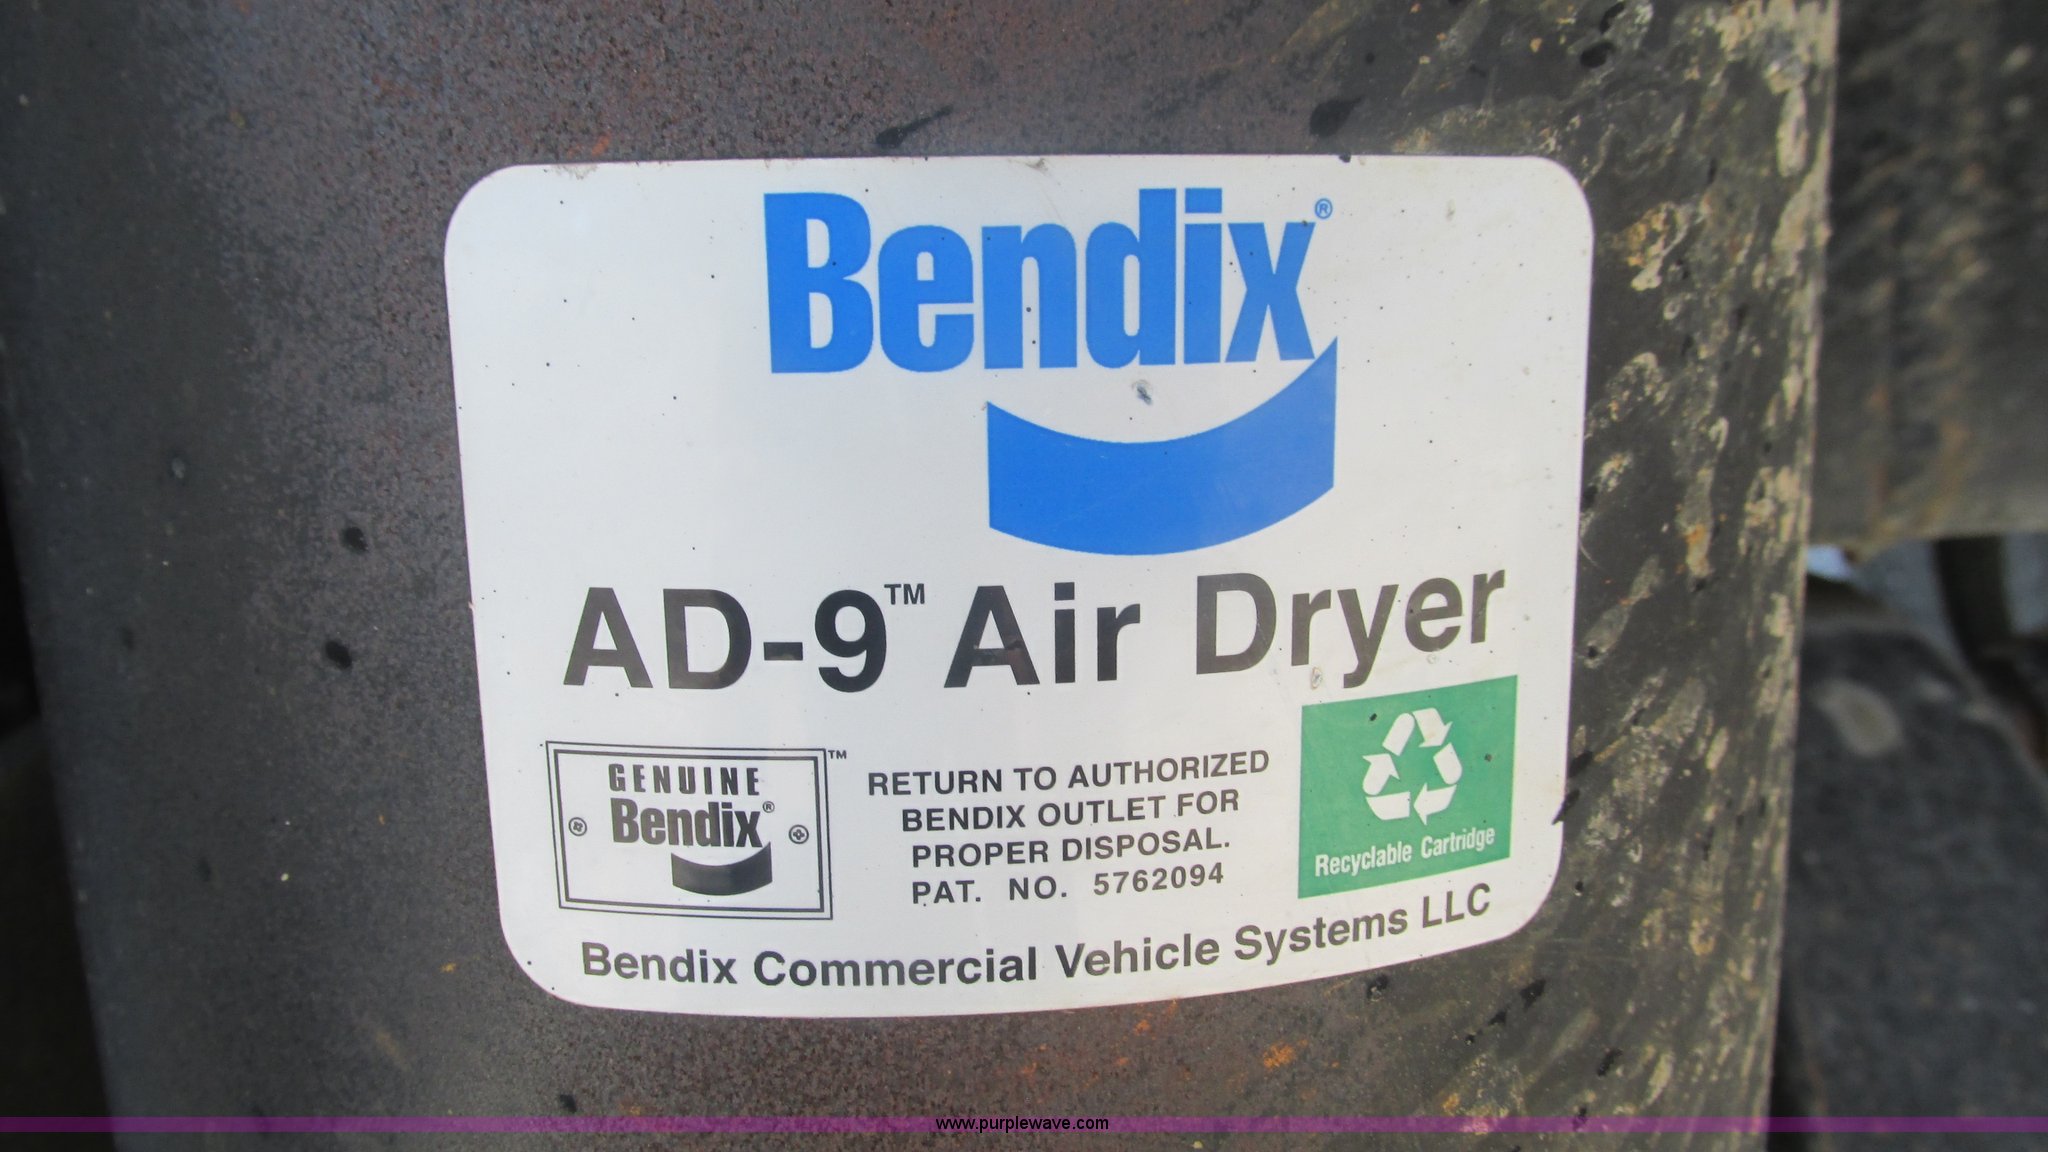 Bendix®
AD-9™ Air Dryer
GENUINE
Bendix®
™
RETURN TO AUTHORIZED
BENDIX OUTLET FOR
PROPER DISPOSAL.
PAT. NO. 5762094
Recyclable Cartridge
Bendix Commercial Vehicle Systems LLC
www.purplewave.com